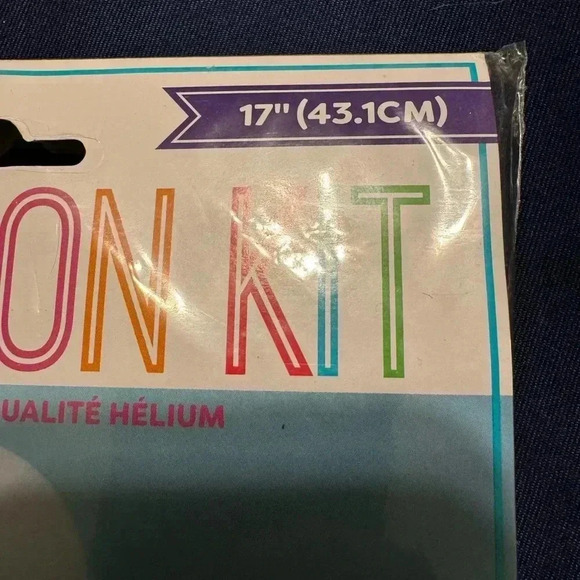 17" (43.1CM)
ON KIT
UALITÉ HÉLIUM